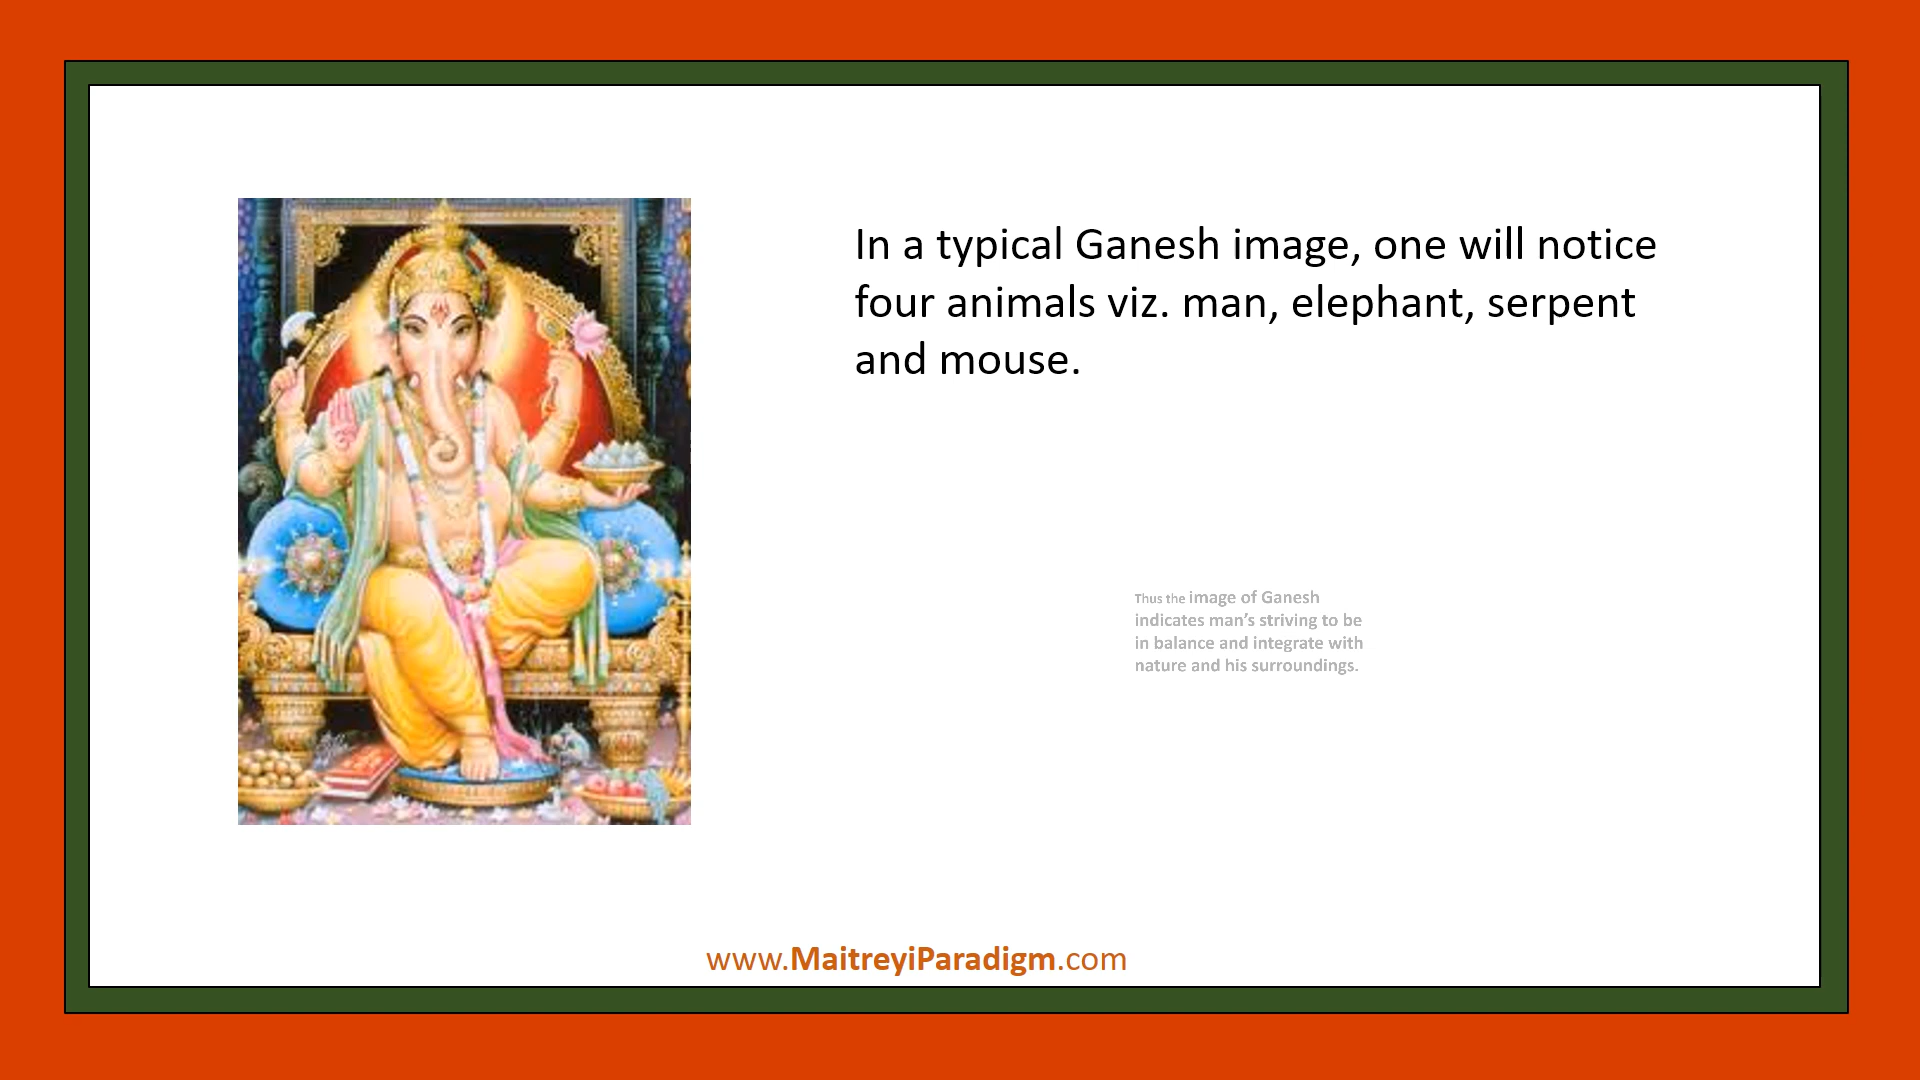 In a typical Ganesh image, one will notice
four animals viz. man, elephant, serpent
and mouse.
Thus the image of Ganesh
indicates man’s striving to be
in balance and integrate with
nature and his surroundings.
www.MaitreyiParadigm.com